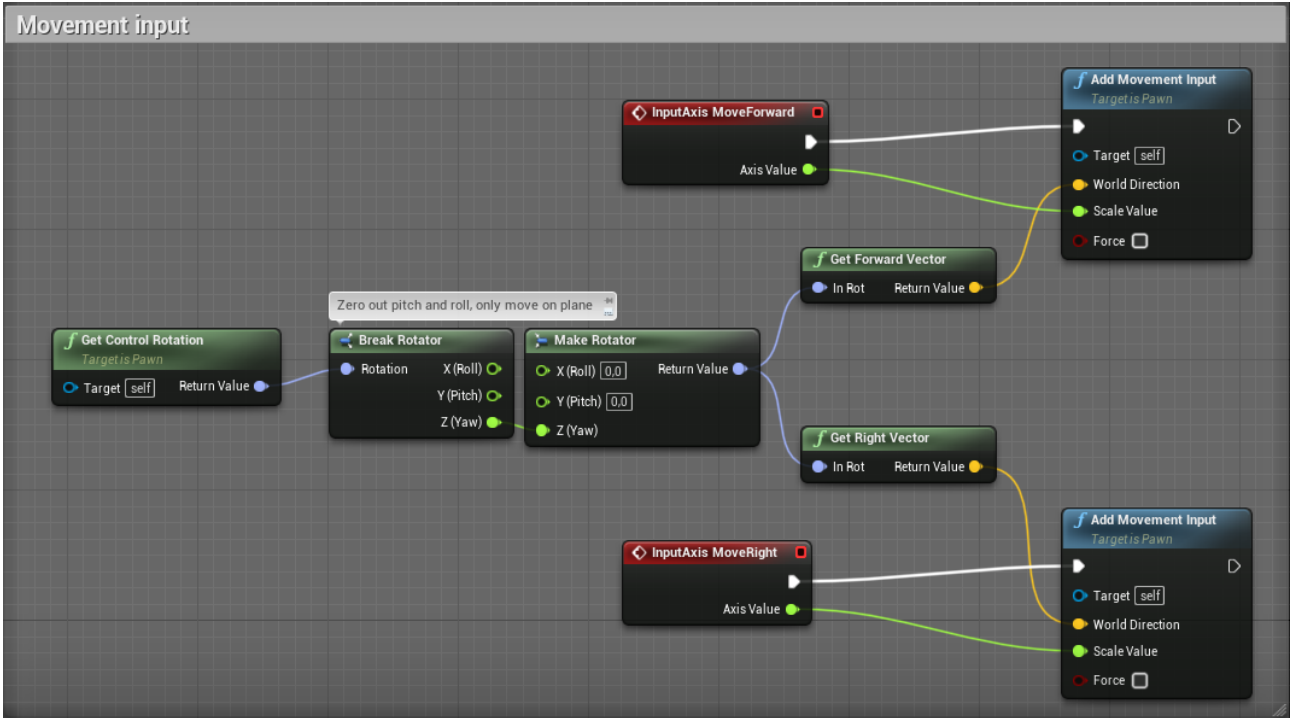 Movement input
InputAxis MoveForward
Axis Value
Add Movement Input
Target is Pawn
Target self
World Direction
Scale Value
Force
Get Forward Vector
In Rot Return Value
Zero out pitch and roll, only move on plane
Get Control Rotation
Target is Pawn
Target self Return Value
Break Rotator
Rotation X (Roll)
Y (Pitch)
Z (Yaw)
Make Rotator
X (Roll) 0,0 Return Value
Y (Pitch) 0,0
Z (Yaw)
Get Right Vector
In Rot Return Value
InputAxis MoveRight
Axis Value
Add Movement Input
Target is Pawn
Target self
World Direction
Scale Value
Force